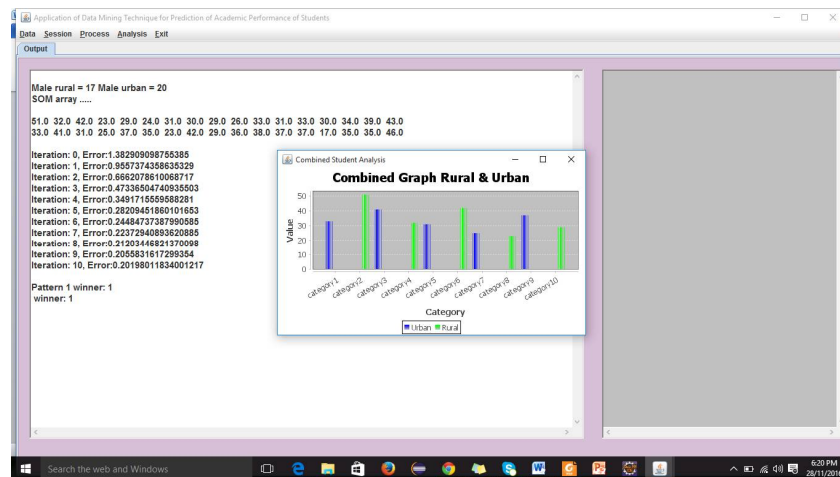 Application of Data Mining Technique for Prediction of Academic Performance of Students
Data Session Process Analysis Exit
Output
Male rural = 17 Male urban = 20
SOM array .....
51.0 32.0 42.0 23.0 29.0 24.0 31.0 30.0 29.0 26.0 33.0 31.0 33.0 30.0 34.0 39.0 43.0
33.0 41.0 31.0 25.0 37.0 35.0 23.0 42.0 29.0 36.0 38.0 37.0 37.0 17.0 35.0 35.0 46.0
Iteration: 0, Error:1.382909098755385
Iteration: 1, Error:0.9557374358635329
Iteration: 2, Error:0.6662078610068717
Iteration: 3, Error:0.47336504740935503
Iteration: 4, Error:0.3491715559588281
Iteration: 5, Error:0.28209451860101653
Iteration: 6, Error:0.24484737387990585
Iteration: 7, Error:0.22372940893620885
Iteration: 8, Error:0.21203446821370098
Iteration: 9, Error:0.2055831617299354
Iteration: 10, Error:0.20198011834001217
Pattern 1 winner: 1
winner: 1
Combined Student Analysis
Combined Graph Rural & Urban
Value
50
40
30
20
10
0
category1 category2 category3 category4 category5 category6 category7 category8 category9 category10
Category
Urban Rural
Search the web and Windows
6:20 PM
28/11/2016